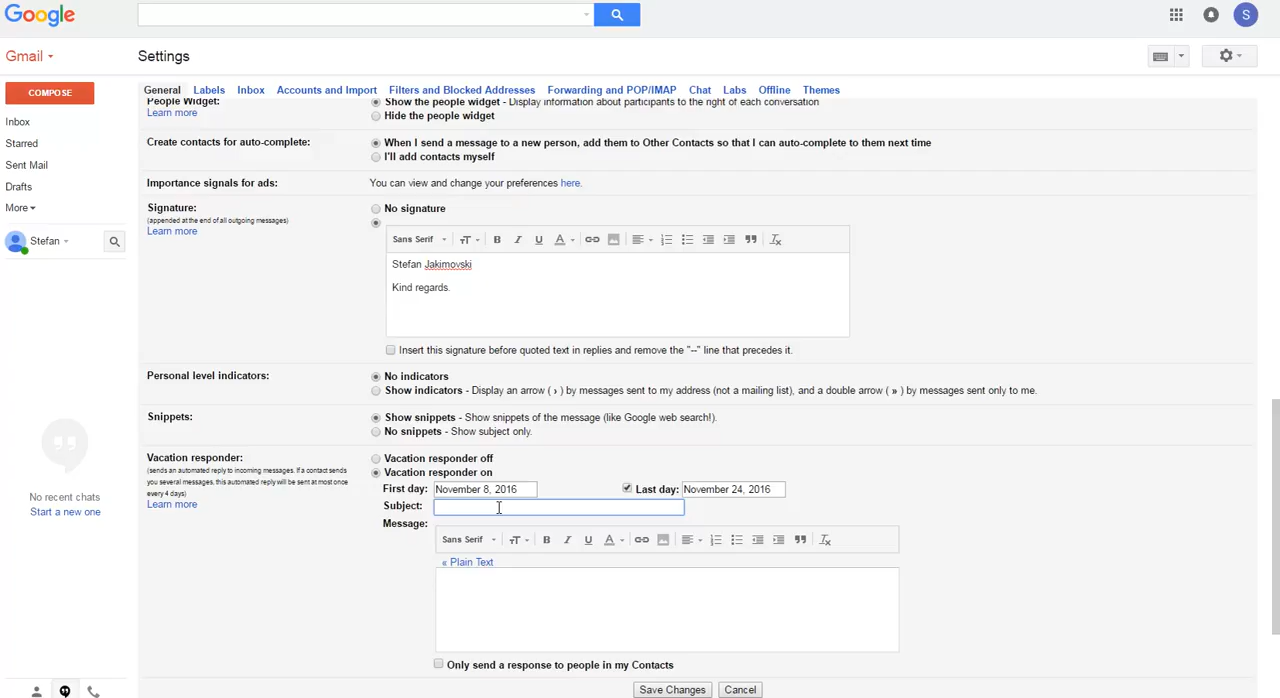 Google
S
Gmail
Settings
COMPOSE
General Labels Inbox Accounts and Import Filters and Blocked Addresses Forwarding and POP/IMAP Chat Labs Offline Themes
Inbox
Starred
Sent Mail
Drafts
More
Stefan
No recent chats
Start a new one
People Widget:
Learn more
Show the people widget - Display information about participants to the right of each conversation
Hide the people widget
Create contacts for auto-complete:
When I send a message to a new person, add them to Other Contacts so that I can auto-complete to them next time
I'll add contacts myself
Importance signals for ads:
You can view and change your preferences here.
Signature:
(appended at the end of all outgoing messages)
Learn more
No signature
Sans Serif
Stefan Jakimovski
Kind regards.
Insert this signature before quoted text in replies and remove the "--" line that precedes it.
Personal level indicators:
No indicators
Show indicators - Display an arrow ( › ) by messages sent to my address (not a mailing list), and a double arrow ( » ) by messages sent only to me.
Snippets:
Show snippets - Show snippets of the message (like Google web search!).
No snippets - Show subject only.
Vacation responder:
(sends an automated reply to incoming messages. If a contact sends
you several messages, this automated reply will be sent at most once
every 4 days)
Learn more
Vacation responder off
Vacation responder on
First day: November 8, 2016 Last day: November 24, 2016
Subject:
Message:
Sans Serif
« Plain Text
Only send a response to people in my Contacts
Save Changes Cancel